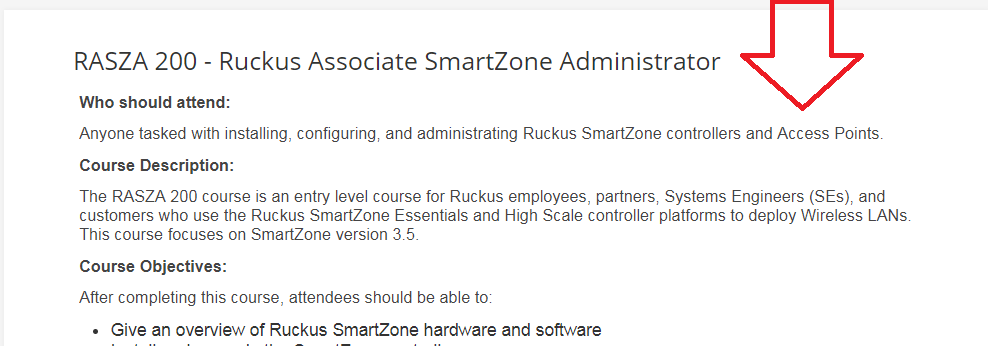 RASZA 200 - Ruckus Associate SmartZone Administrator
Who should attend:
Anyone tasked with installing, configuring, and administrating Ruckus SmartZone controllers and Access Points.
Course Description:
The RASZA 200 course is an entry level course for Ruckus employees, partners, Systems Engineers (SEs), and
customers who use the Ruckus SmartZone Essentials and High Scale controller platforms to deploy Wireless LANs.
This course focuses on SmartZone version 3.5.
Course Objectives:
After completing this course, attendees should be able to:
• Give an overview of Ruckus SmartZone hardware and software